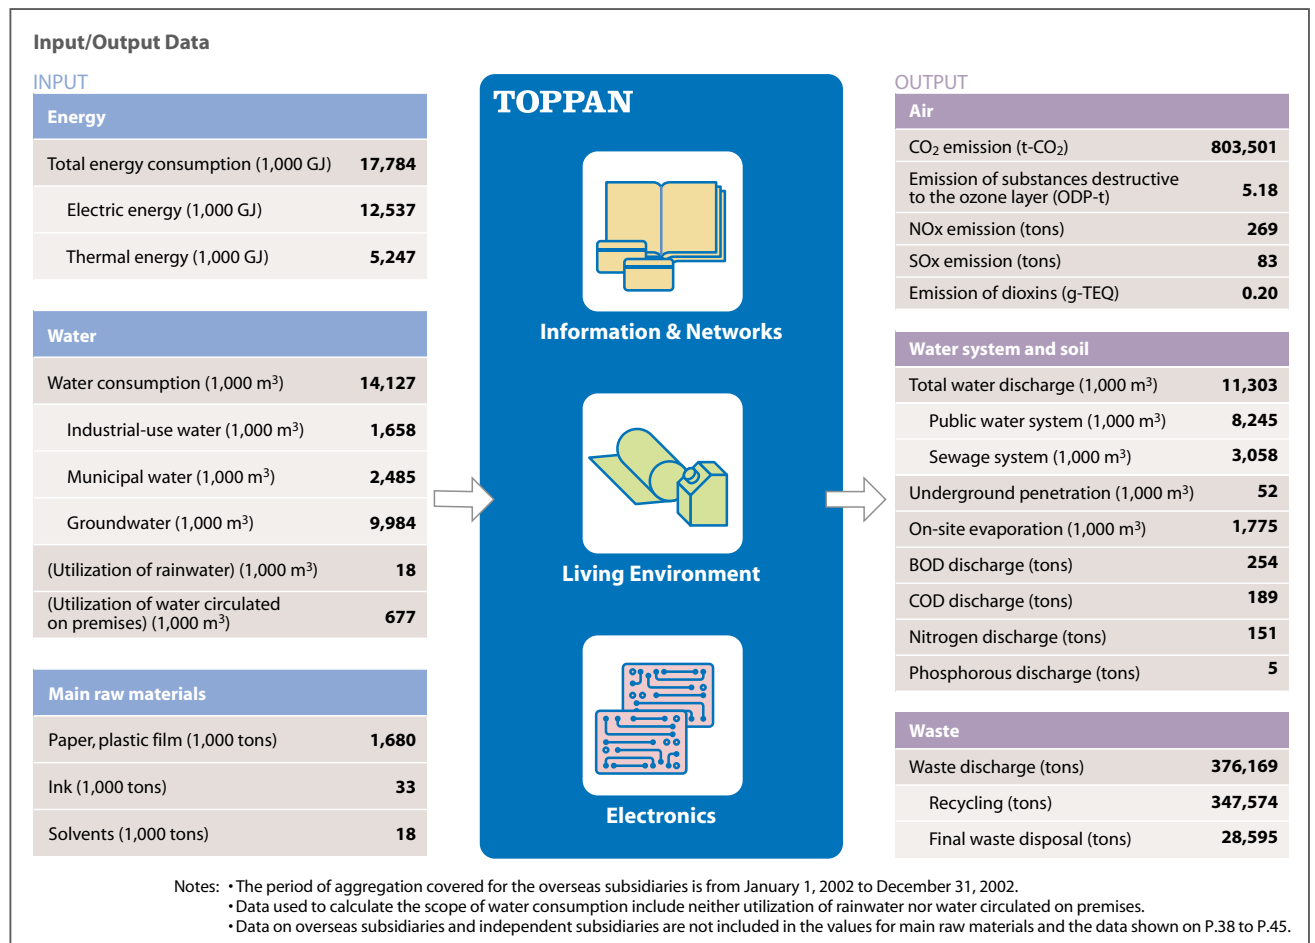 Input/Output Data
INPUT
Energy
Total energy consumption (1,000 GJ) 17,784
Electric energy (1,000 GJ) 12,537
Thermal energy (1,000 GJ) 5,247
Water
Water consumption (1,000 m³) 14,127
Industrial-use water (1,000 m³) 1,658
Municipal water (1,000 m³) 2,485
Groundwater (1,000 m³) 9,984
(Utilization of rainwater) (1,000 m³) 18
(Utilization of water circulated
on premises) (1,000 m³) 677
Main raw materials
Paper, plastic film (1,000 tons) 1,680
Ink (1,000 tons) 33
Solvents (1,000 tons) 18
TOPPAN
Information & Networks
Living Environment
Electronics
OUTPUT
Air
CO₂ emission (t-CO₂) 803,501
Emission of substances destructive
to the ozone layer (ODP-t) 5.18
NOx emission (tons) 269
SOx emission (tons) 83
Emission of dioxins (g-TEQ) 0.20
Water system and soil
Total water discharge (1,000 m³) 11,303
Public water system (1,000 m³) 8,245
Sewage system (1,000 m³) 3,058
Underground penetration (1,000 m³) 52
On-site evaporation (1,000 m³) 1,775
BOD discharge (tons) 254
COD discharge (tons) 189
Nitrogen discharge (tons) 151
Phosphorous discharge (tons) 5
Waste
Waste discharge (tons) 376,169
Recycling (tons) 347,574
Final waste disposal (tons) 28,595
Notes: • The period of aggregation covered for the overseas subsidiaries is from January 1, 2002 to December 31, 2002.
• Data used to calculate the scope of water consumption include neither utilization of rainwater nor water circulated on premises.
• Data on overseas subsidiaries and independent subsidiaries are not included in the values for main raw materials and the data shown on P.38 to P.45.